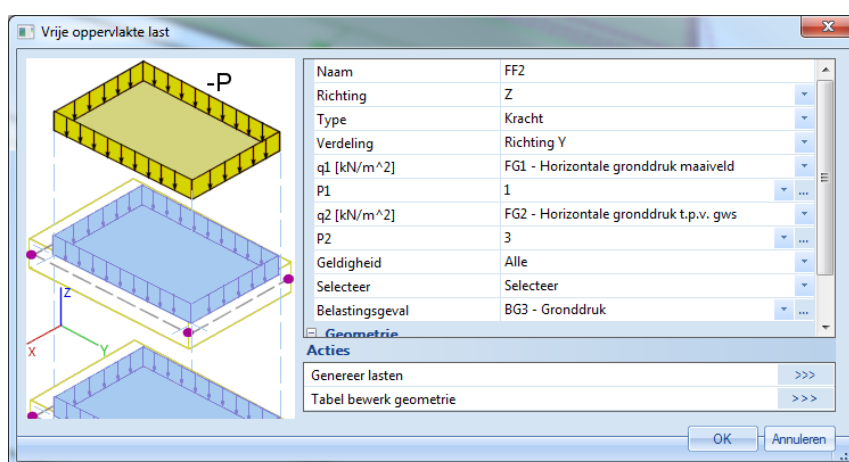 Vrije oppervlakte last
-P
Z
X
Y
Naam FF2
Richting Z
Type Kracht
Verdeling Richting Y
q1 [kN/m^2] FG1 - Horizontale gronddruk maaiveld
P1 1 ...
q2 [kN/m^2] FG2 - Horizontale gronddruk t.p.v. gws
P2 3 ...
Geldigheid Alle
Selecteer Selecteer
Belastingsgeval BG3 - Gronddruk ...
Geometrie
Acties
Genereer lasten >>>
Tabel bewerk geometrie >>>
OK Annuleren